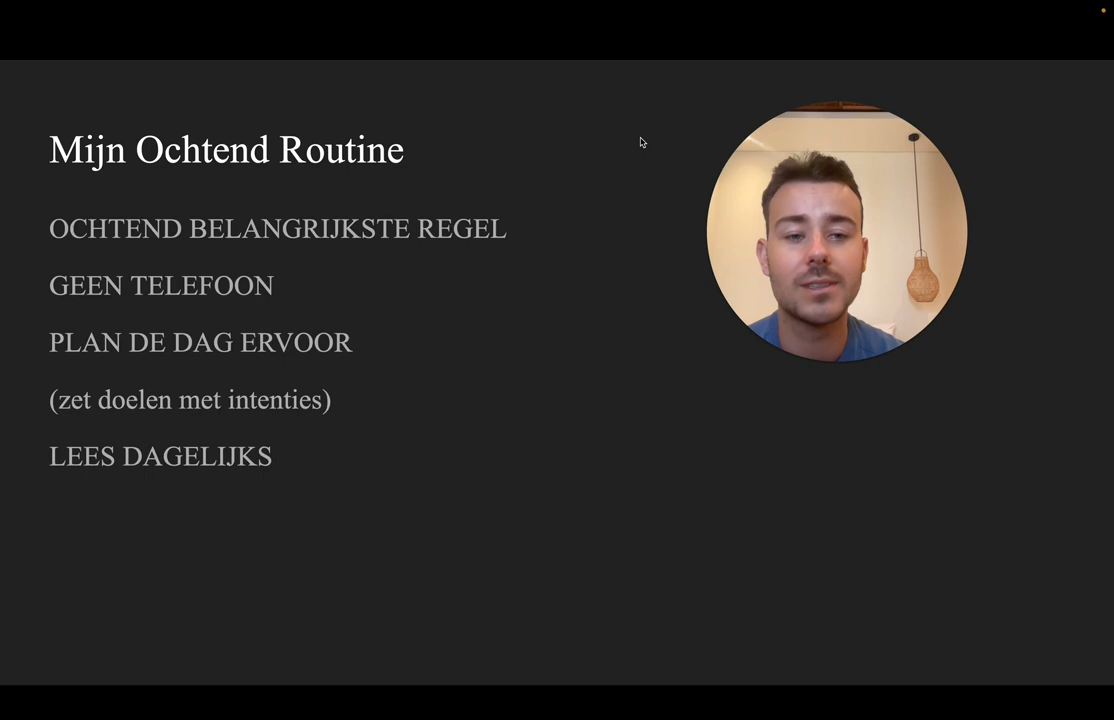 Mijn Ochtend Routine
OCHTEND BELANGRIJKSTE REGEL
GEEN TELEFOON
PLAN DE DAG ERVOOR
(zet doelen met intenties)
LEES DAGELIJKS